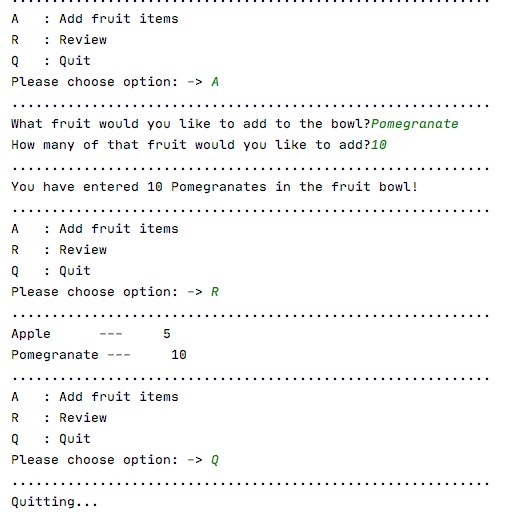 ............................................................
A   : Add fruit items
R   : Review
Q   : Quit
Please choose option: -> A
............................................................
What fruit would you like to add to the bowl?Pomegranate
How many of that fruit would you like to add?10
............................................................
You have entered 10 Pomegranates in the fruit bowl!
............................................................
A   : Add fruit items
R   : Review
Q   : Quit
Please choose option: -> R
............................................................
Apple      ---     5
Pomegranate ---     10
............................................................
A   : Add fruit items
R   : Review
Q   : Quit
Please choose option: -> Q
............................................................
Quitting...